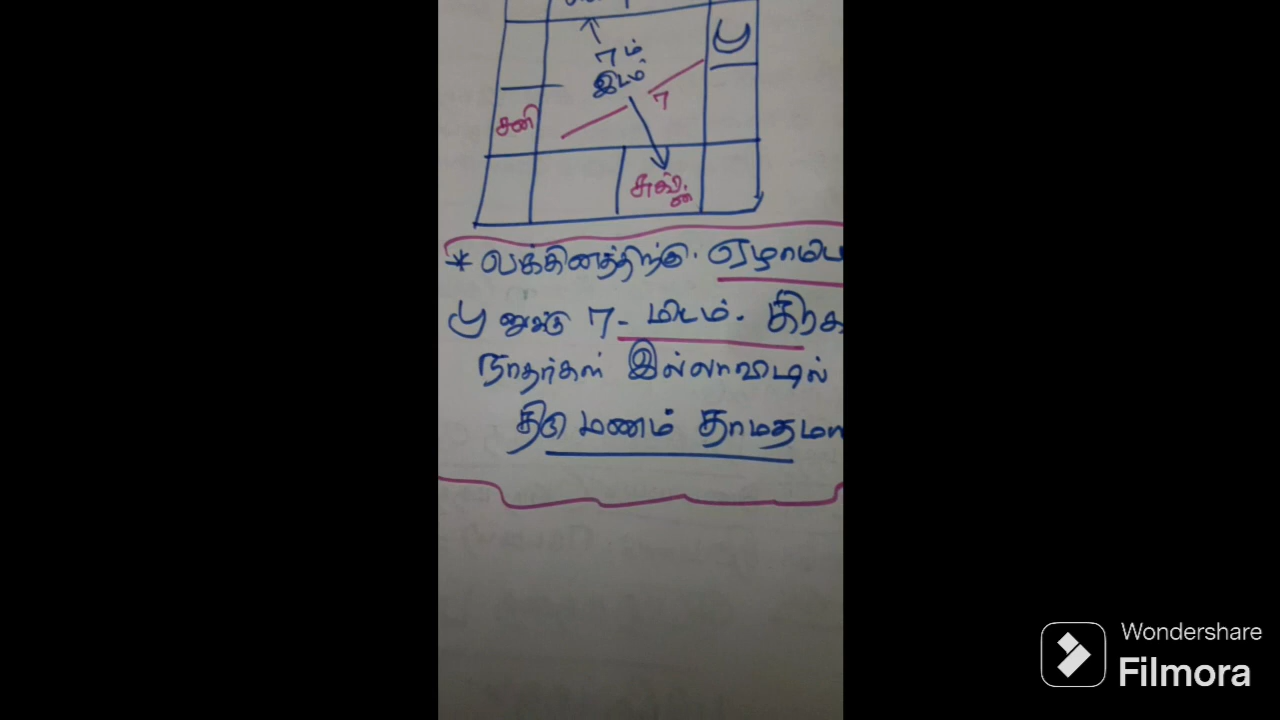 7ம்
இடம்
7
சனி
சுக்.
* லக்கினத்திற்கு. ஏழாமிட
7- மிடம். கிரக
நாதர்கள் இல்லாவிடில்
திருமணம் தாமதமா
Wondershare
Filmora